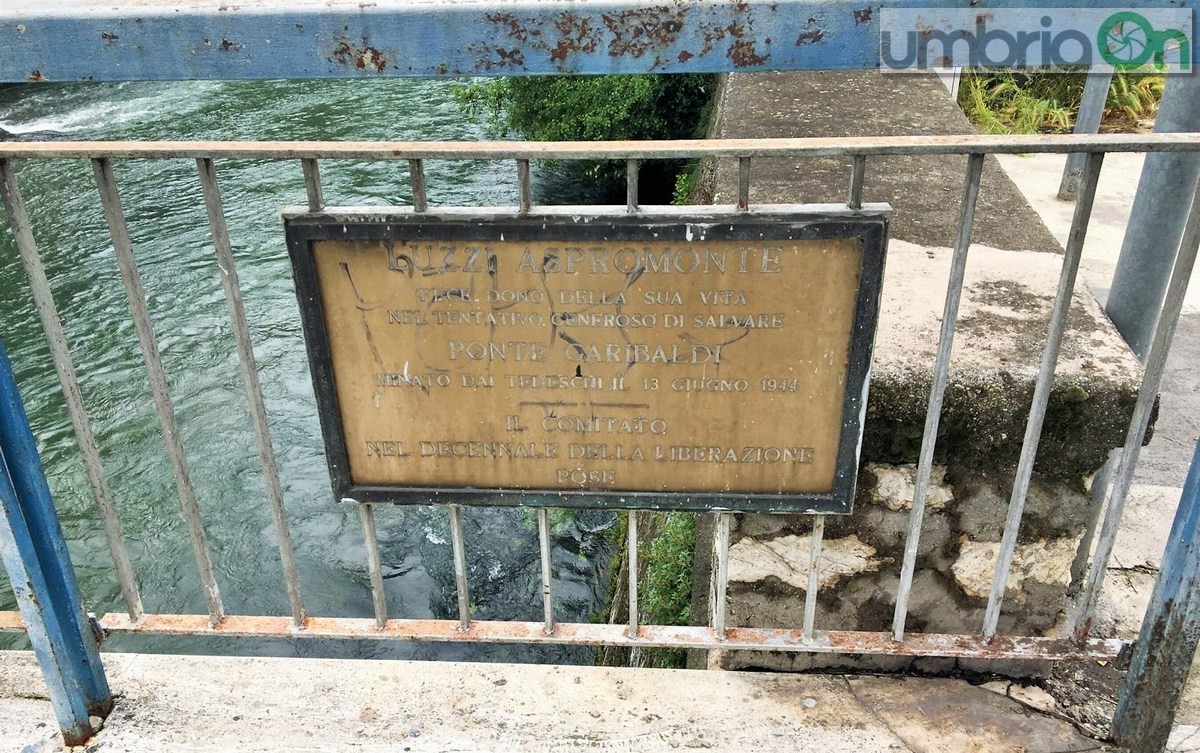 umbriaOn
LUZZI ASPROMONTE
FECE DONO DELLA SUA VITA
NEL TENTATIVO GENEROSO DI SALVARE
PONTE GARIBALDI
MINATO DAI TEDESCHI IL 13 GIUGNO 1944
IL COMITATO
NEL DECENNALE DELLA LIBERAZIONE
POSE